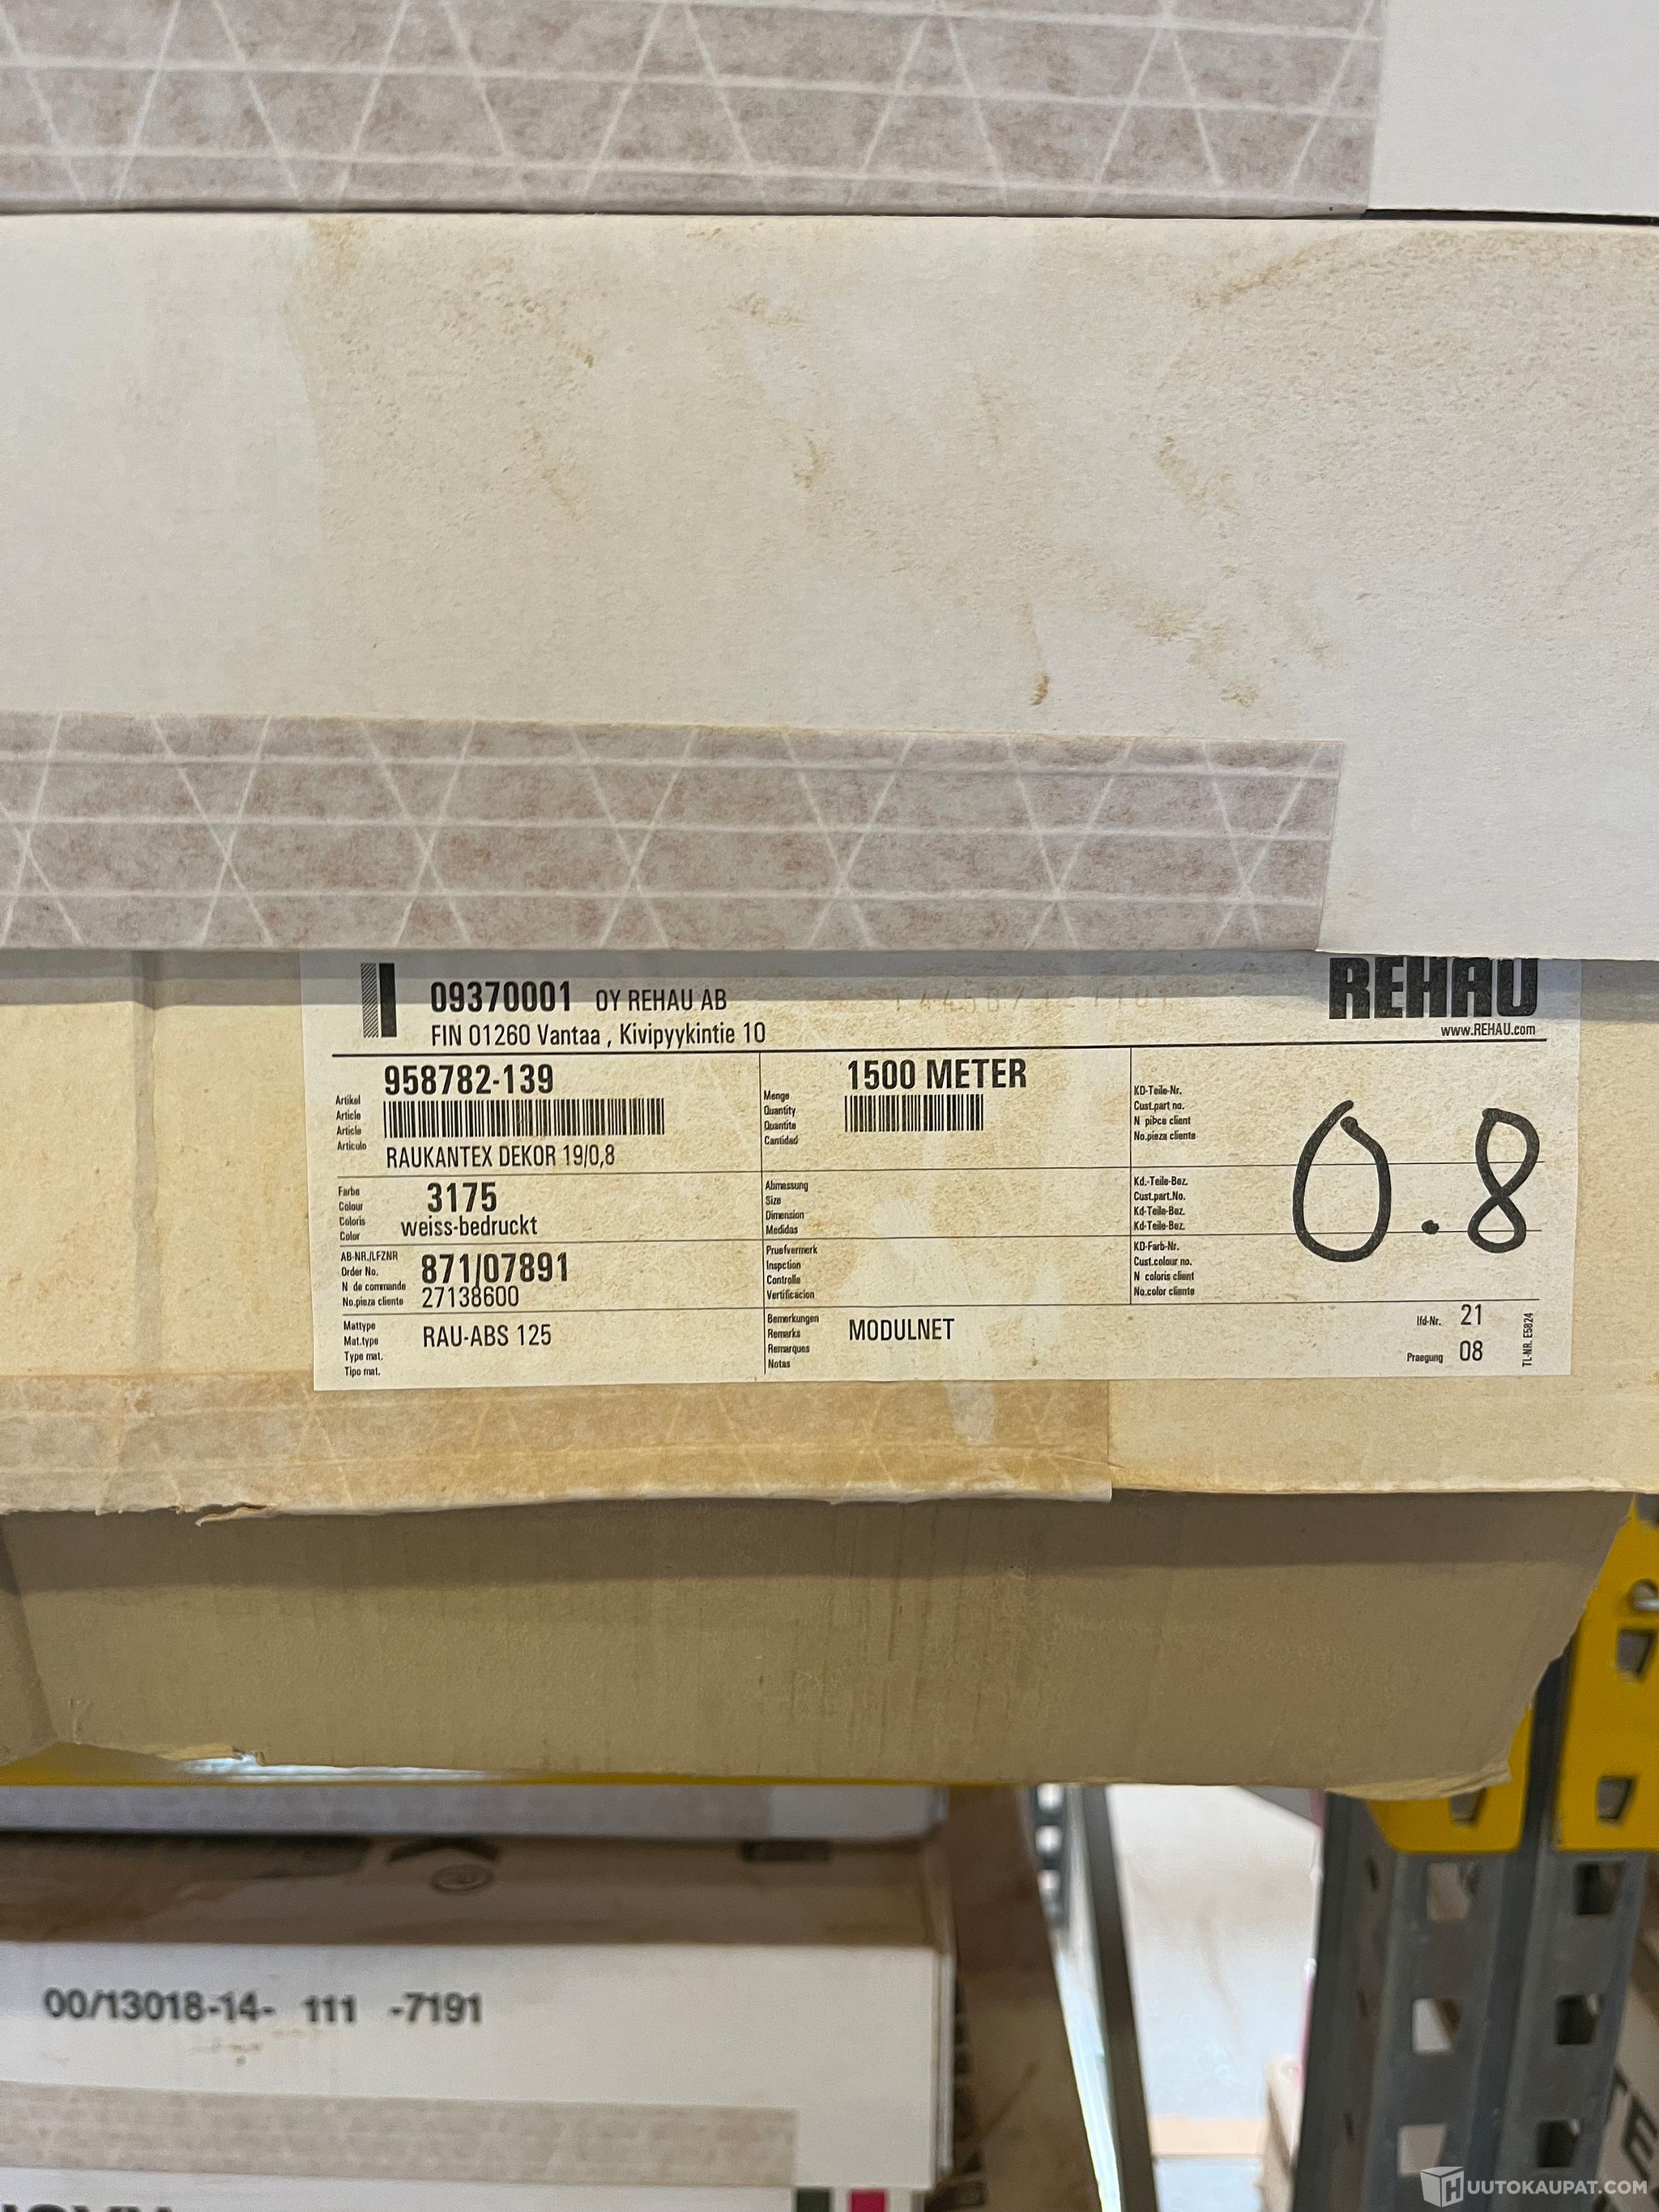 09370001 OY REHAU AB
FIN 01260 Vantaa , Kivipyykintie 10
REHAU
www.REHAU.com
Artikel
Article
Article
Articulo
958782-139
RAUKANTEX DEKOR 19/0,8
Menge
Quantity
Quantite
Cantidad
1500 METER
KD-Teile-Nr.
Cust.part no.
N piÞce client
No.pieza cliente
0.8
Farbe
Colour
Coloris
Color
3175
weiss-bedruckt
Abmessung
Size
Dimension
Medidas
Kd.-Teile-Bez.
Cust.part.No.
Kd-Teile-Bez.
Kd-Teile-Bez.
AB-NR./LFZNR
Order No.
N de commande
No.pieza cliente
871/07891
27138600
Pruefvermerk
Inspction
Controlle
Vertificacion
KD-Farb-Nr.
Cust.colour no.
N coloris client
No.color cliente
Mattype
Mat.type
Type mat.
Tipo mat.
RAU-ABS 125
Bemerkungen
Remarks
Remarques
Notas
MODULNET
lfd-Nr. 21
Praegung 08
TL-NR. E5824
00/13018-14- 111 -7191
HUUTOKAUPAT.COM